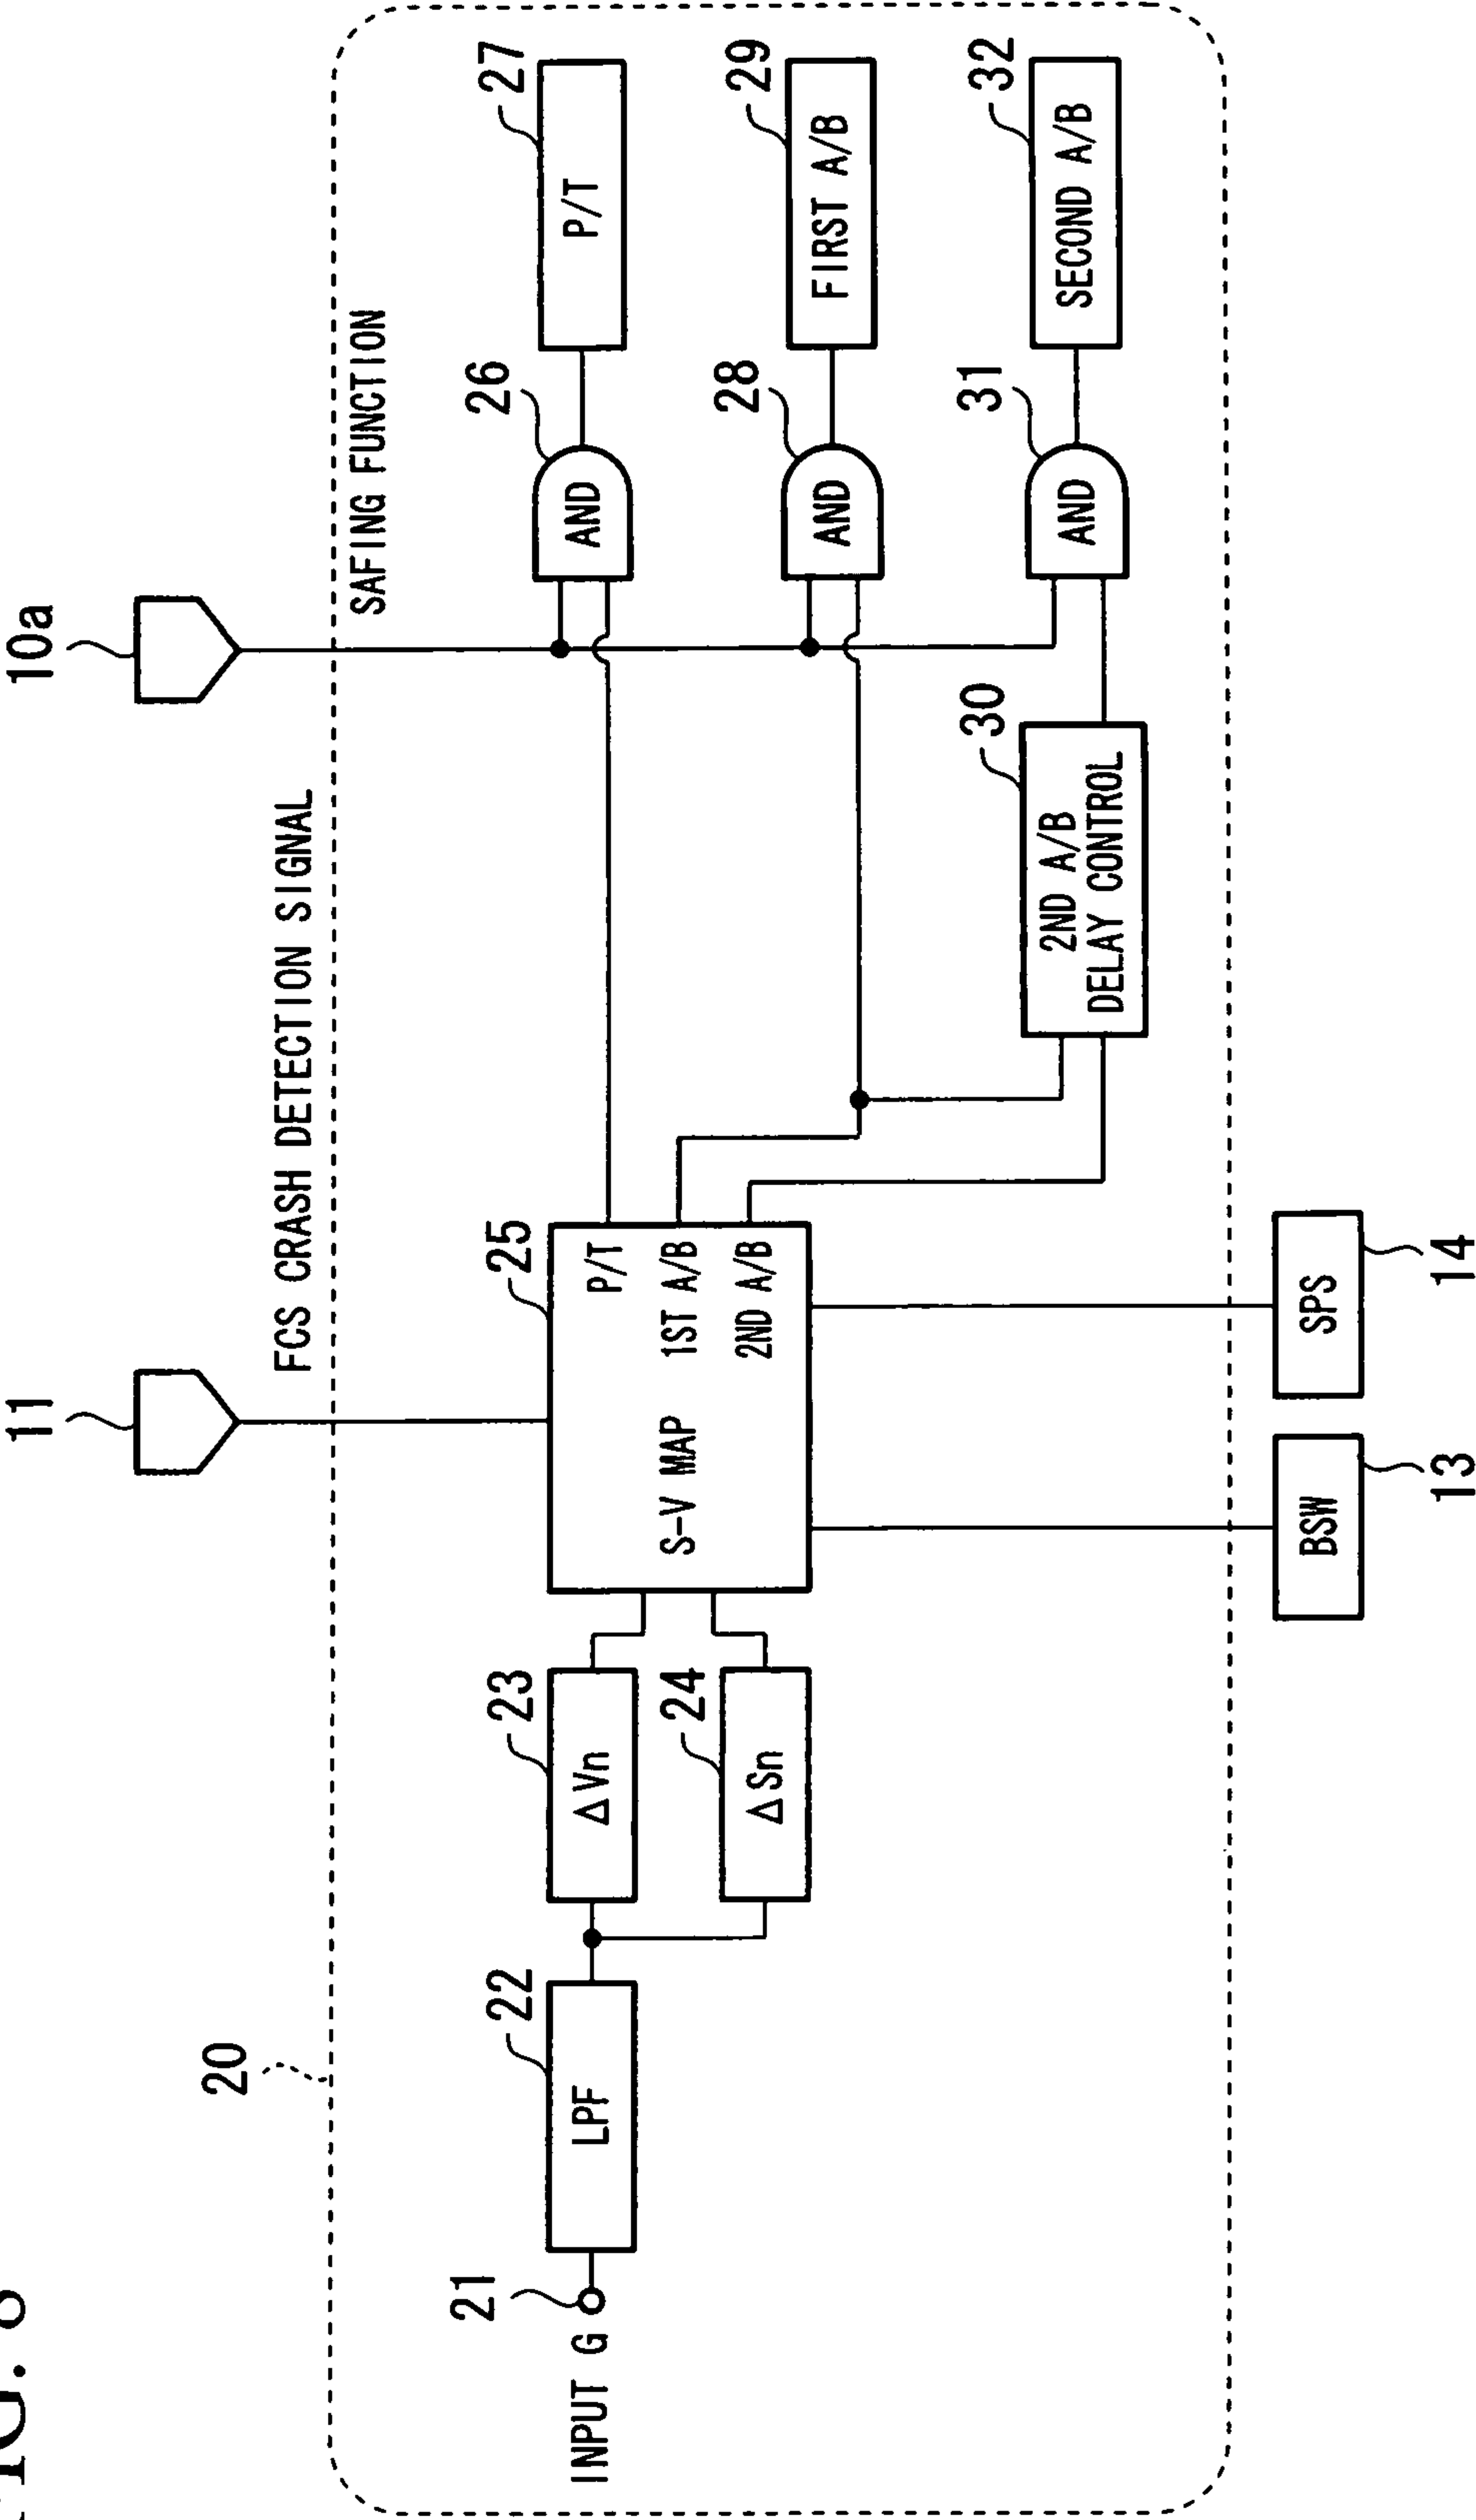 11
10a
FCS CRASH DETECTION SIGNAL
SAFING FUNCTION
20
INPUT G
21
LPF
22
ΔVn
23
ΔSn
24
25
S-V MAP
P/T
1ST A/B
2ND A/B
26
AND
27
P/T
28
AND
29
FIRST A/B
30
2ND A/B
DELAY CONTROL
31
AND
32
SECOND A/B
BSW
13
SPS
14